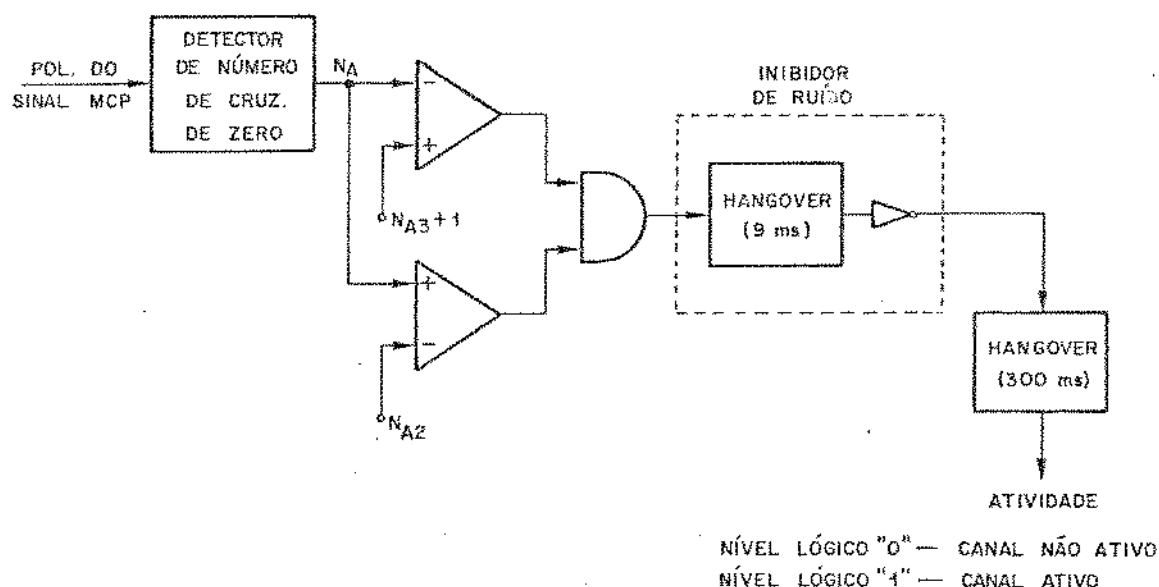 POL. DO
SINAL MCP
DETECTOR
DE NÚMERO
DE CRUZ.
DE ZERO
NA
-
+
NA3+1
+
-
NA2
INIBIDOR
DE RUÍDO
HANGOVER
(9 ms)
HANGOVER
(300 ms)
ATIVIDADE
NÍVEL LÓGICO "0" — CANAL NÃO ATIVO
NÍVEL LÓGICO "1" — CANAL ATIVO